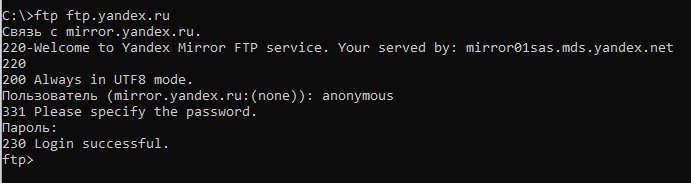 C:\>ftp ftp.yandex.ru
Связь с mirror.yandex.ru.
220-Welcome to Yandex Mirror FTP service. Your served by: mirror01sas.mds.yandex.net
220
200 Always in UTF8 mode.
Пользователь (mirror.yandex.ru:(none)): anonymous
331 Please specify the password.
Пароль:
230 Login successful.
ftp>